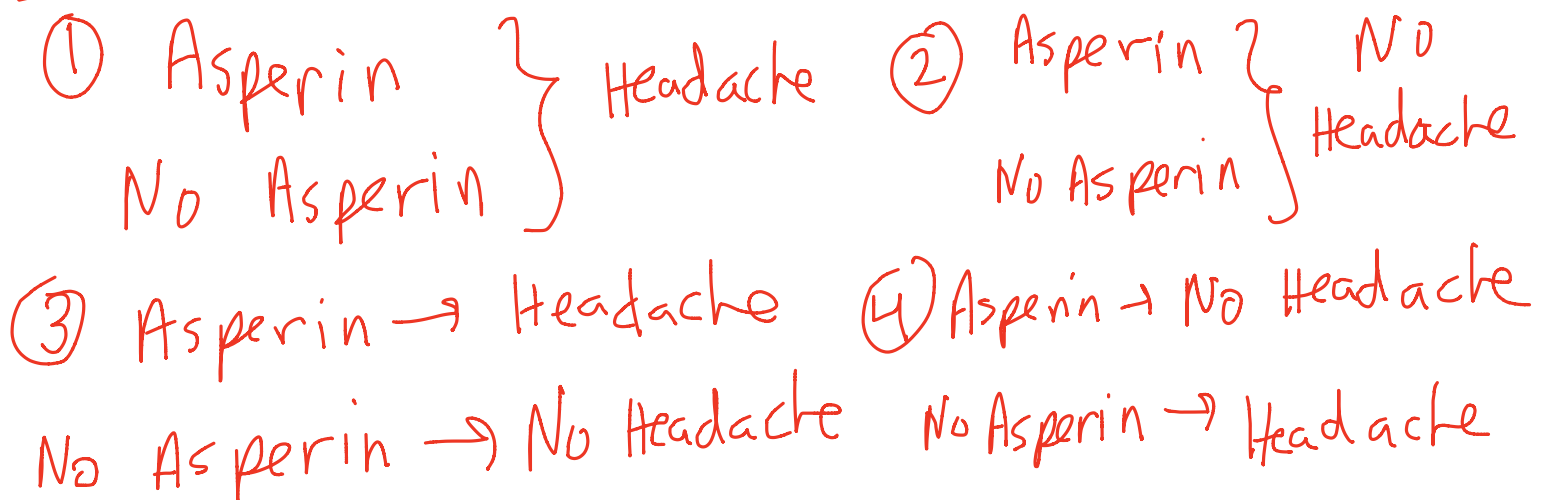 ① Asperin } Headache
No Asperin
② Asperin } No Headache
No Asperin
③ Asperin → Headache
No Asperin → No Headache
④ Asperin → No Headache
No Asperin → Headache